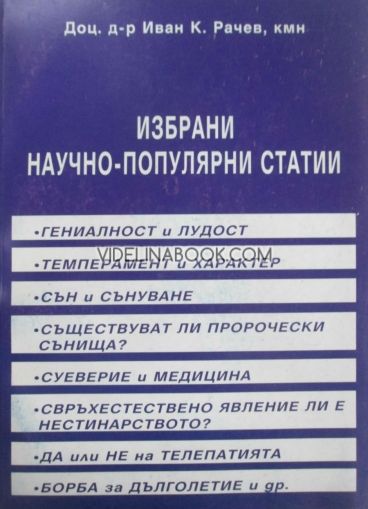 Доц. д-р Иван К. Рачев, кмн
ИЗБРАНИ
НАУЧНО-ПОПУЛЯРНИ СТАТИИ
•ГЕНИАЛНОСТ и ЛУДОСТ
VIDELINABOOK.COM
•ТЕМПЕРАМЕНТ и ХАРАКТЕР
•СЪН и СЪНУВАНЕ
•СЪЩЕСТВУВАТ ЛИ ПРОРОЧЕСКИ
СЪНИЩА?
•СУЕВЕРИЕ и МЕДИЦИНА
•СВРЪХЕСТЕСТВЕНО ЯВЛЕНИЕ ЛИ Е
НЕСТИНАРСТВОТО?
•ДА или НЕ на ТЕЛЕПАТИЯТА
•БОРБА за ДЪЛГОЛЕТИЕ и др.